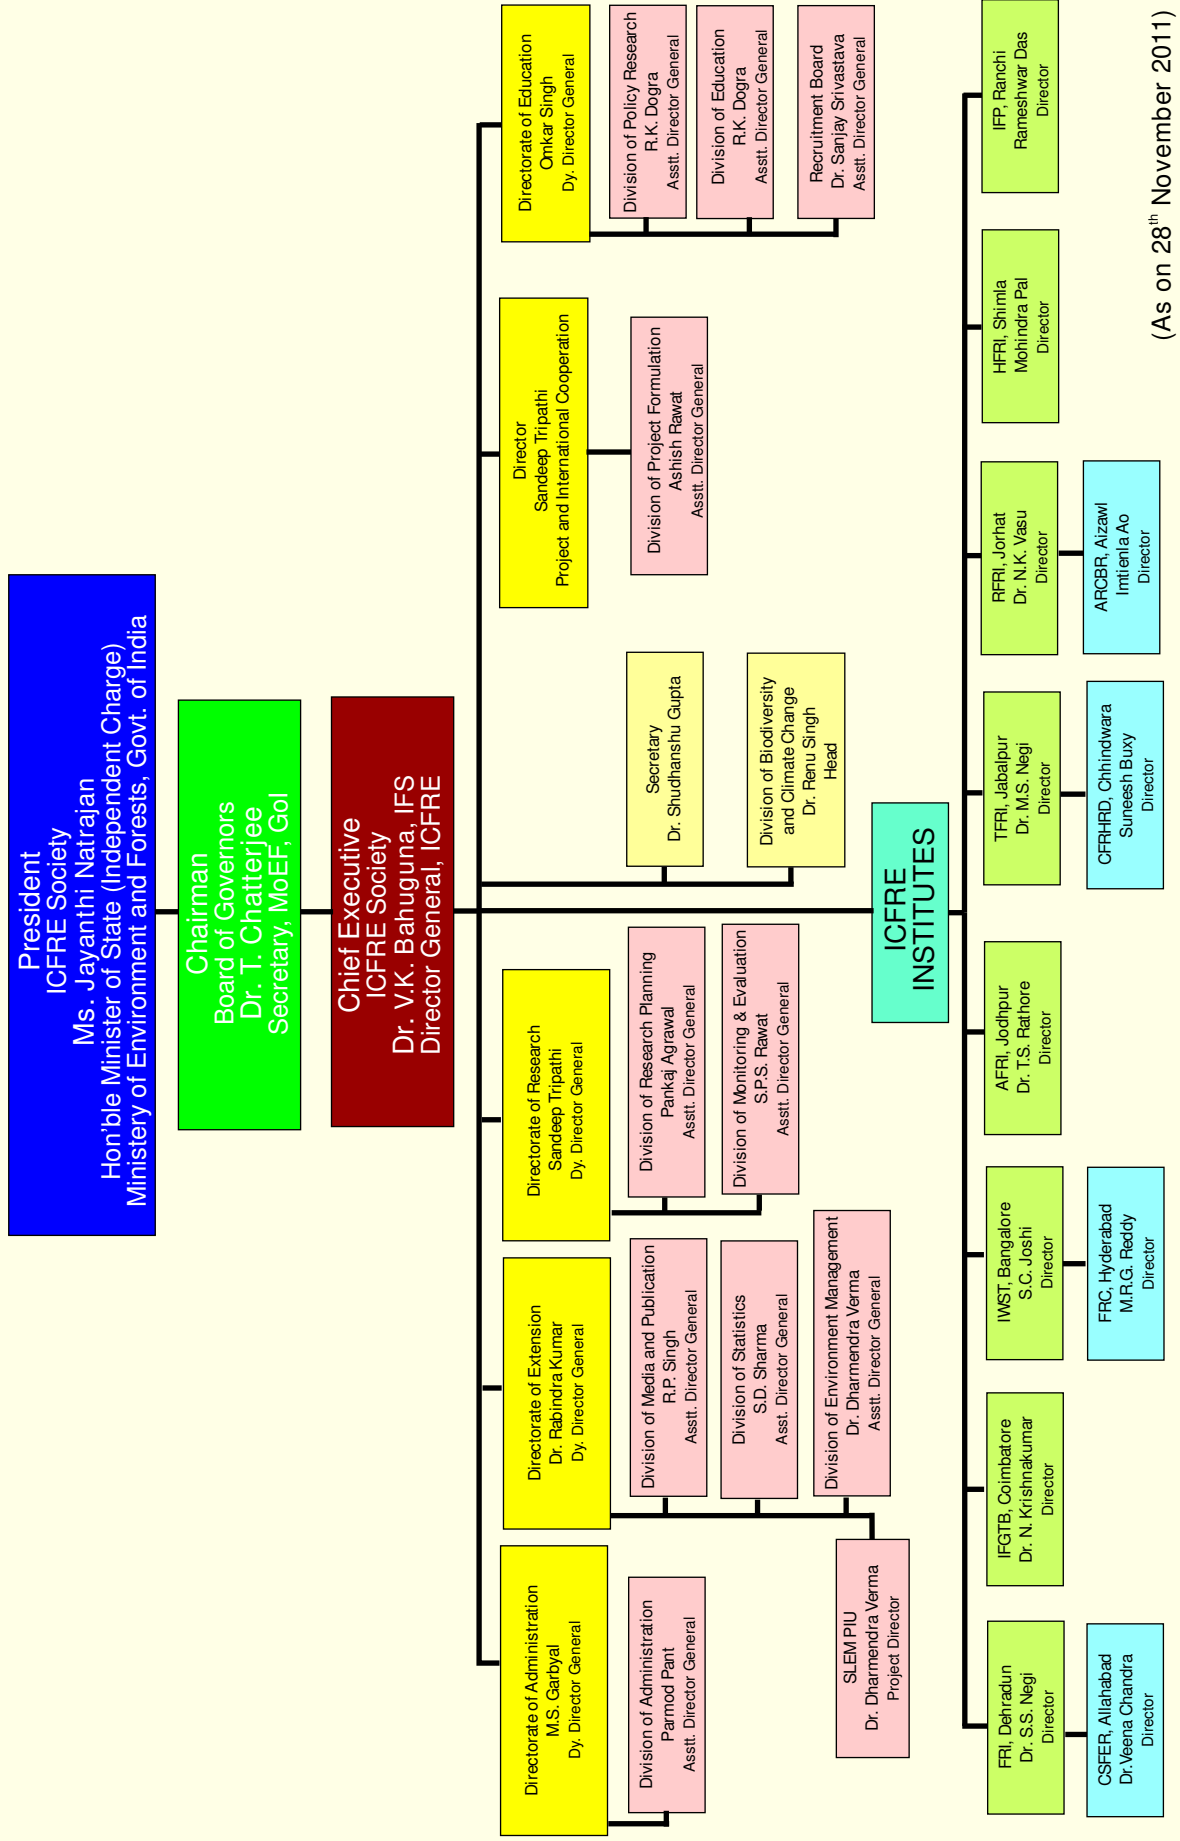 President
ICFRE Society
Ms. Jayanthi Natrajan
Hon'ble Minister of State (Independent Charge)
Ministery of Environment and Forests, Govt. of India
Chairman
Board of Governors
Dr. T. Chatterjee
Secretary, MoEF, GoI
Chief Executive
ICFRE Society
Dr. V.K. Bahuguna, IFS
Director General, ICFRE
Directorate of Administration
M.S. Garbyal
Dy. Director General
Division of Administration
Parmod Pant
Asstt. Director General
Directorate of Extension
Dr. Rabindra Kumar
Dy. Director General
Division of Media and Publication
R.P. Singh
Asstt. Director General
Division of Statistics
S.D. Sharma
Asst. Director General
Division of Environment Management
Dr. Dharmendra Verma
Asstt. Director General
SLEM PIU
Dr. Dharmendra Verma
Project Director
Directorate of Research
Sandeep Tripathi
Dy. Director General
Division of Research Planning
Pankaj Agrawal
Asstt. Director General
Division of Monitoring & Evaluation
S.P.S. Rawat
Asstt. Director General
Secretary
Dr. Shudhanshu Gupta
Division of Biodiversity
and Climate Change
Dr. Renu Singh
Head
Director
Sandeep Tripathi
Project and International Cooperation
Division of Project Formulation
Ashish Rawat
Asstt. Director General
Directorate of Education
Omkar Singh
Dy. Director General
Division of Policy Research
R.K. Dogra
Asstt. Director General
Division of Education
R.K. Dogra
Asstt. Director General
Recruitment Board
Dr. Sanjay Srivastava
Asstt. Director General
ICFRE
INSTITUTES
FRI, Dehradun
Dr. S.S. Negi
Director
CSFER, Allahabad
Dr.Veena Chandra
Director
IFGTB, Coimbatore
Dr. N. Krishnakumar
Director
IWST, Bangalore
S.C. Joshi
Director
FRC, Hyderabad
M.R.G. Reddy
Director
AFRI, Jodhpur
Dr. T.S. Rathore
Director
TFRI, Jabalpur
Dr. M.S. Negi
Director
CFRHRD, Chhindwara
Suneesh Buxy
Director
RFRI, Jorhat
Dr. N.K. Vasu
Director
ARCBR, Aizawl
Imtienla Ao
Director
HFRI, Shimla
Mohindra Pal
Director
IFP, Ranchi
Rameshwar Das
Director
(As on 28th November 2011)